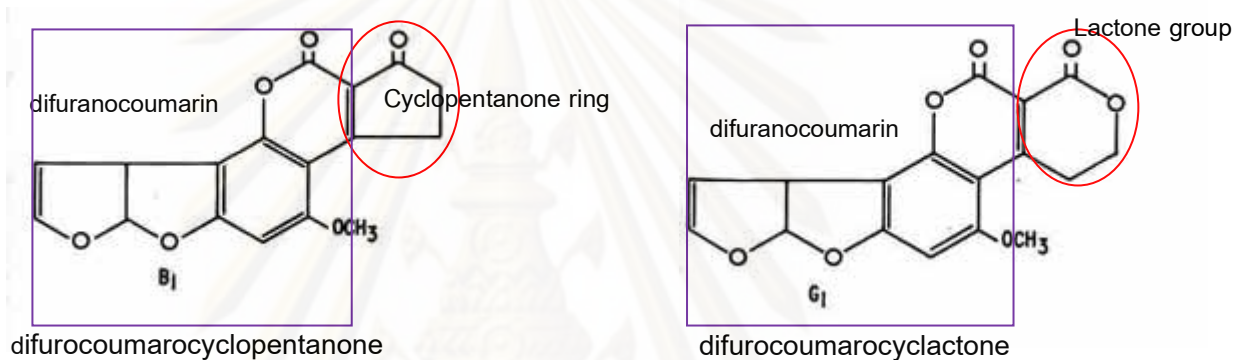 Lactone group
O
O
O
O
O
difuranocoumarin
Cyclopentanone ring
O
O
difuranocoumarin
O
O
OCH3
B1
O
O
OCH3
G1
difurocoumarocyclopentanone
difurocoumarocyclactone